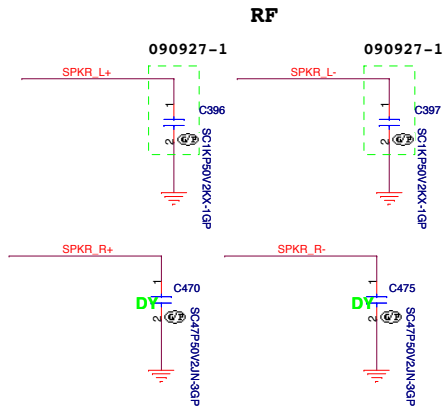 RF
090927-1
090927-1
SPKR_L+
SPKR_L-
1
C396
1
C397
2
G/P
2
G/P
SC1KP50V2KX-1GP
SC1KP50V2KX-1GP
SPKR_R+
SPKR_R-
1
C470
1
C475
DY
DY
2
G/P
2
G/P
SC47P50V2JN-3GP
SC47P50V2JN-3GP